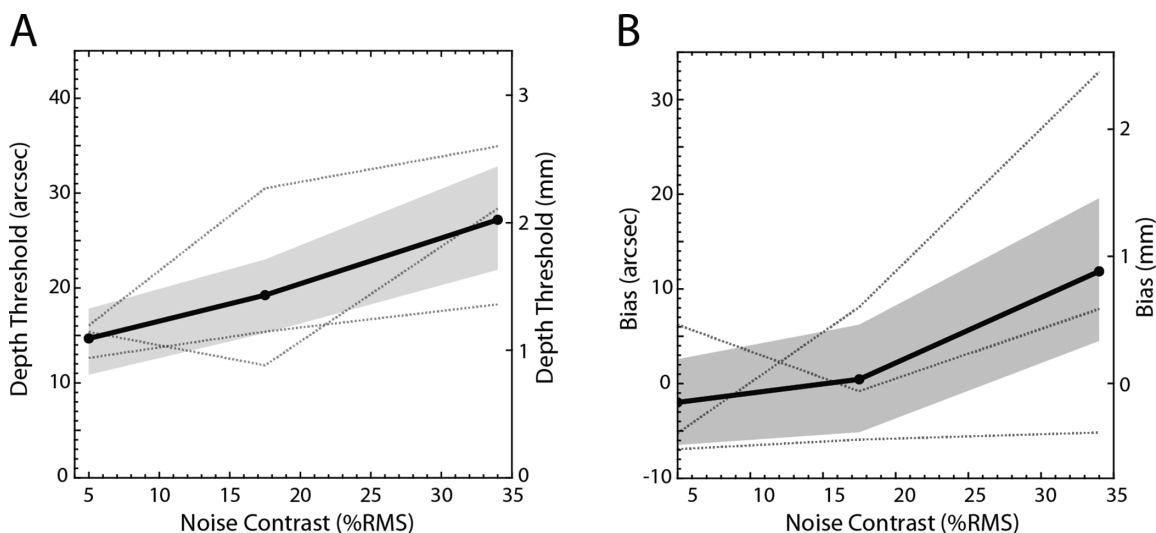 A
Depth Threshold (arcsec)
40
30
20
10
0
5 10 15 20 25 30 35
Noise Contrast (%RMS)
3
2
1
0
Depth Threshold (mm)
B
Bias (arcsec)
30
20
10
0
-10
5 10 15 20 25 30 35
Noise Contrast (%RMS)
2
1
0
Bias (mm)